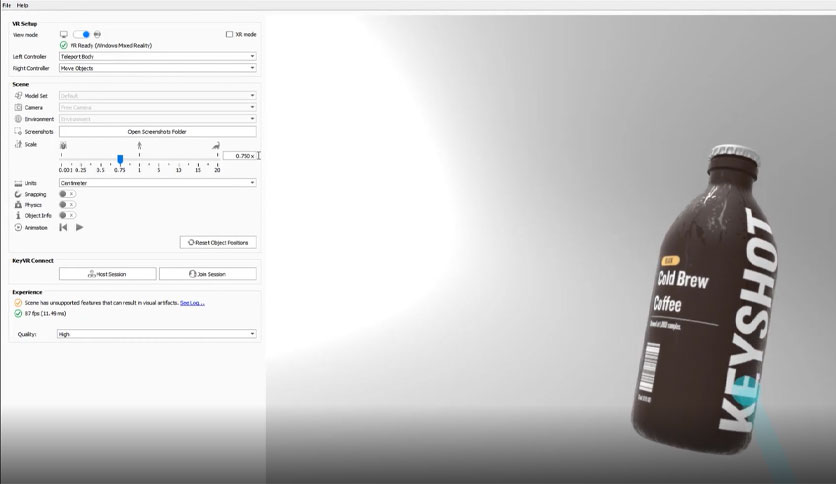 File Help
VR Setup
View mode
XR mode
VR Ready (Windows Mixed Reality)
Left Controller Teleport Body
Right Controller Move Objects
Scene
Model Set Default
Camera Free Camera
Environment Environment
Screenshots Open Screenshots Folder
Scale
0.750 x
0.001 0.25 0.5 0.75 1 5 10 15 20
Units Centimeter
Snapping
Physics
Object Info
Animation
Reset Object Positions
KeyVR Connect
Host Session Join Session
Experience
Scene has unsupported features that can result in visual artifacts. See Log...
87 fps (11.46 ms)
Quality: High
Cold Brew
Coffee
KEYSHOT